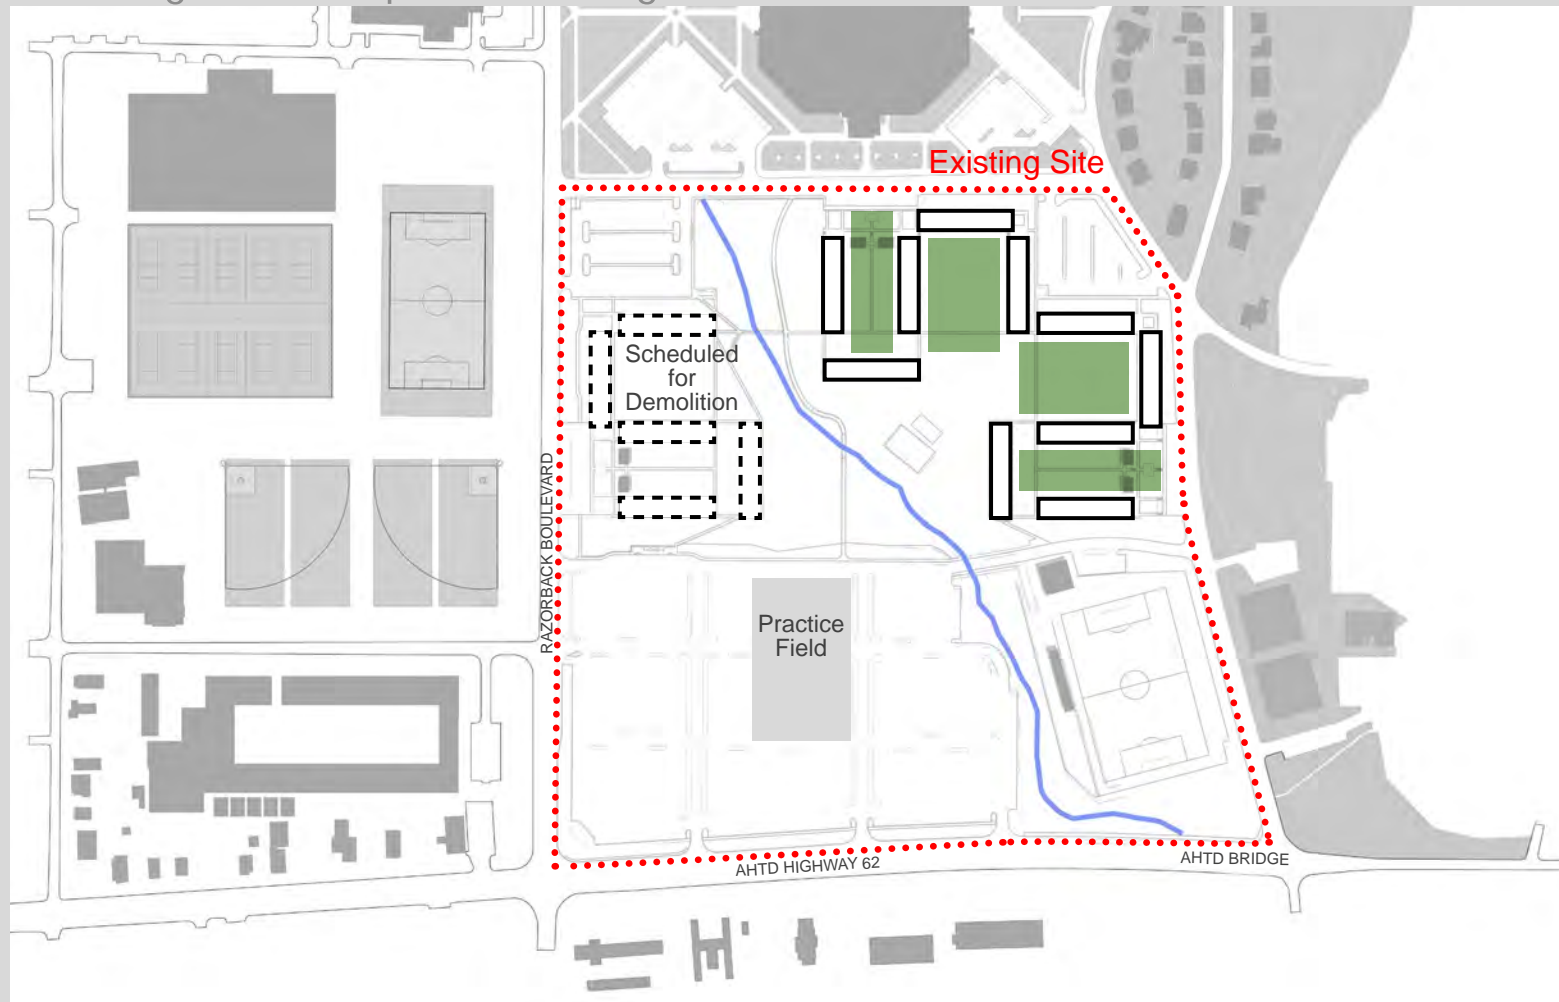 Existing Site
Scheduled
for
Demolition
RAZORBACK BOULEVARD
Practice
Field
AHTD HIGHWAY 62
AHTD BRIDGE